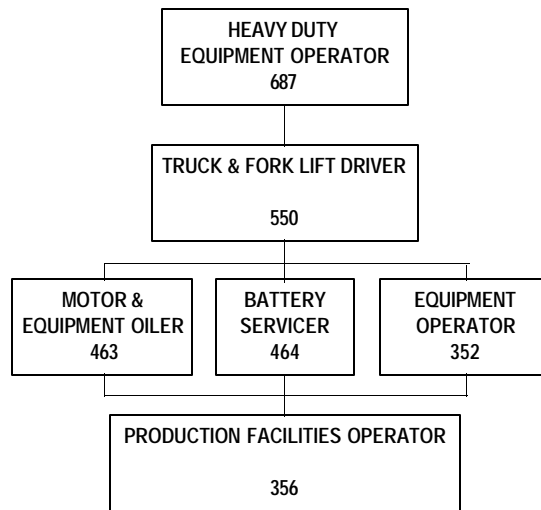 HEAVY DUTY
EQUIPMENT OPERATOR
687
TRUCK & FORK LIFT DRIVER
550
MOTOR &
EQUIPMENT OILER
463
BATTERY
SERVICER
464
EQUIPMENT
OPERATOR
352
PRODUCTION FACILITIES OPERATOR
356